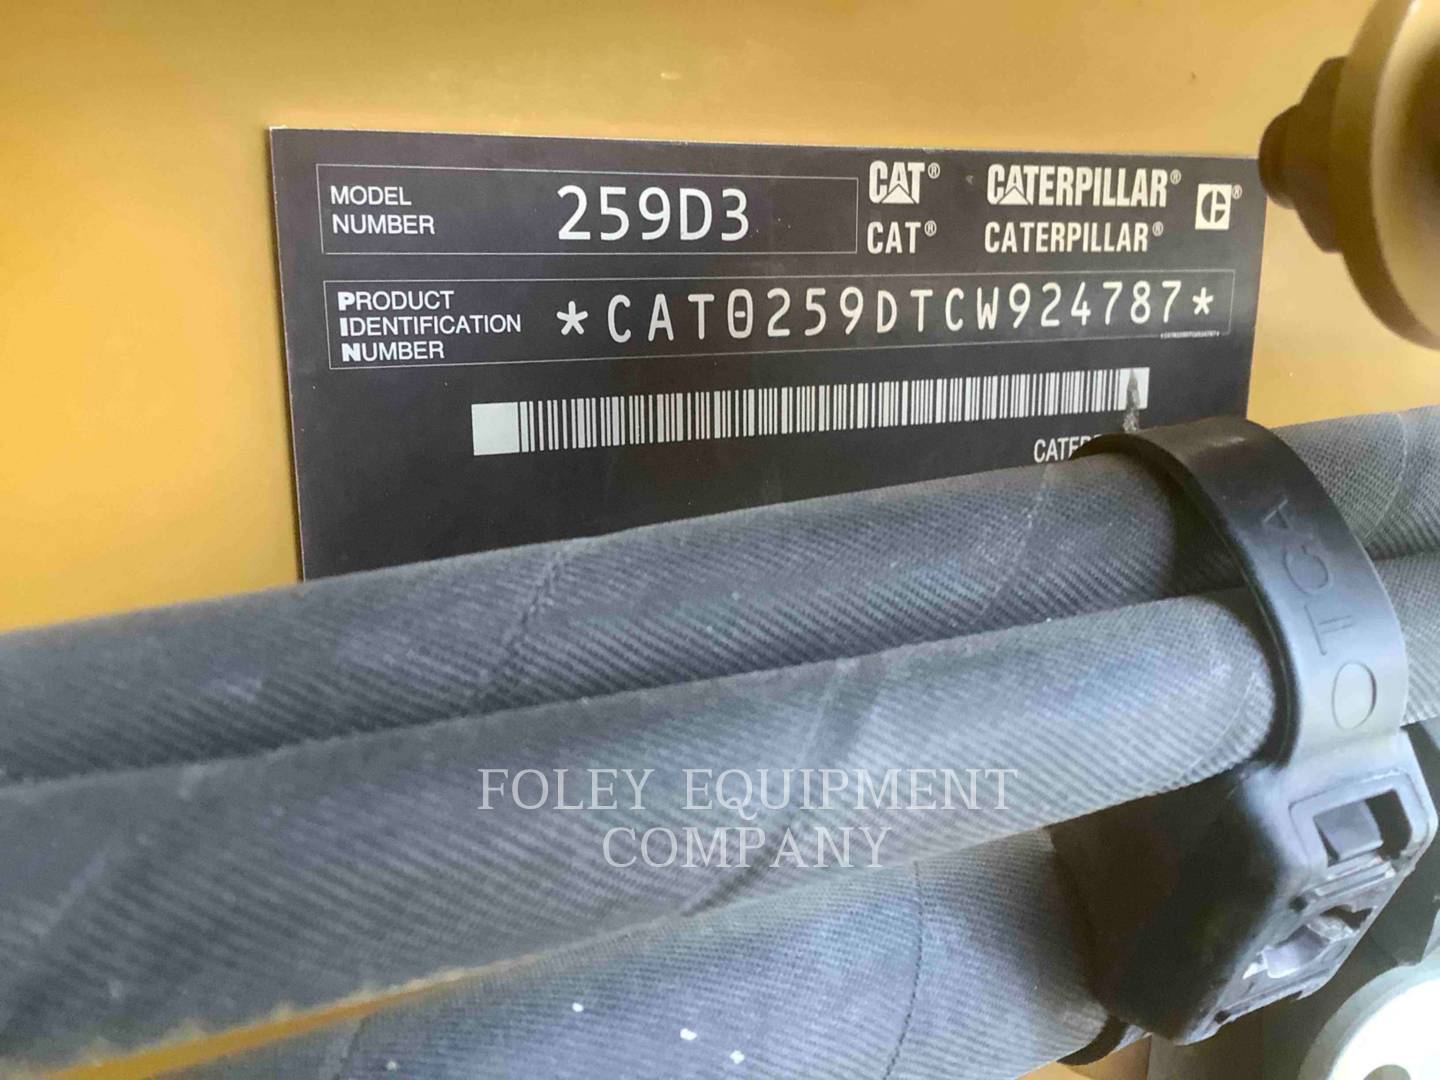 MODEL
NUMBER
259D3
CAT® CATERPILLAR®
CAT® CATERPILLAR®
PRODUCT
IDENTIFICATION
NUMBER
*CAT0259DTCW924787*
FOLEY EQUIPMENT
COMPANY